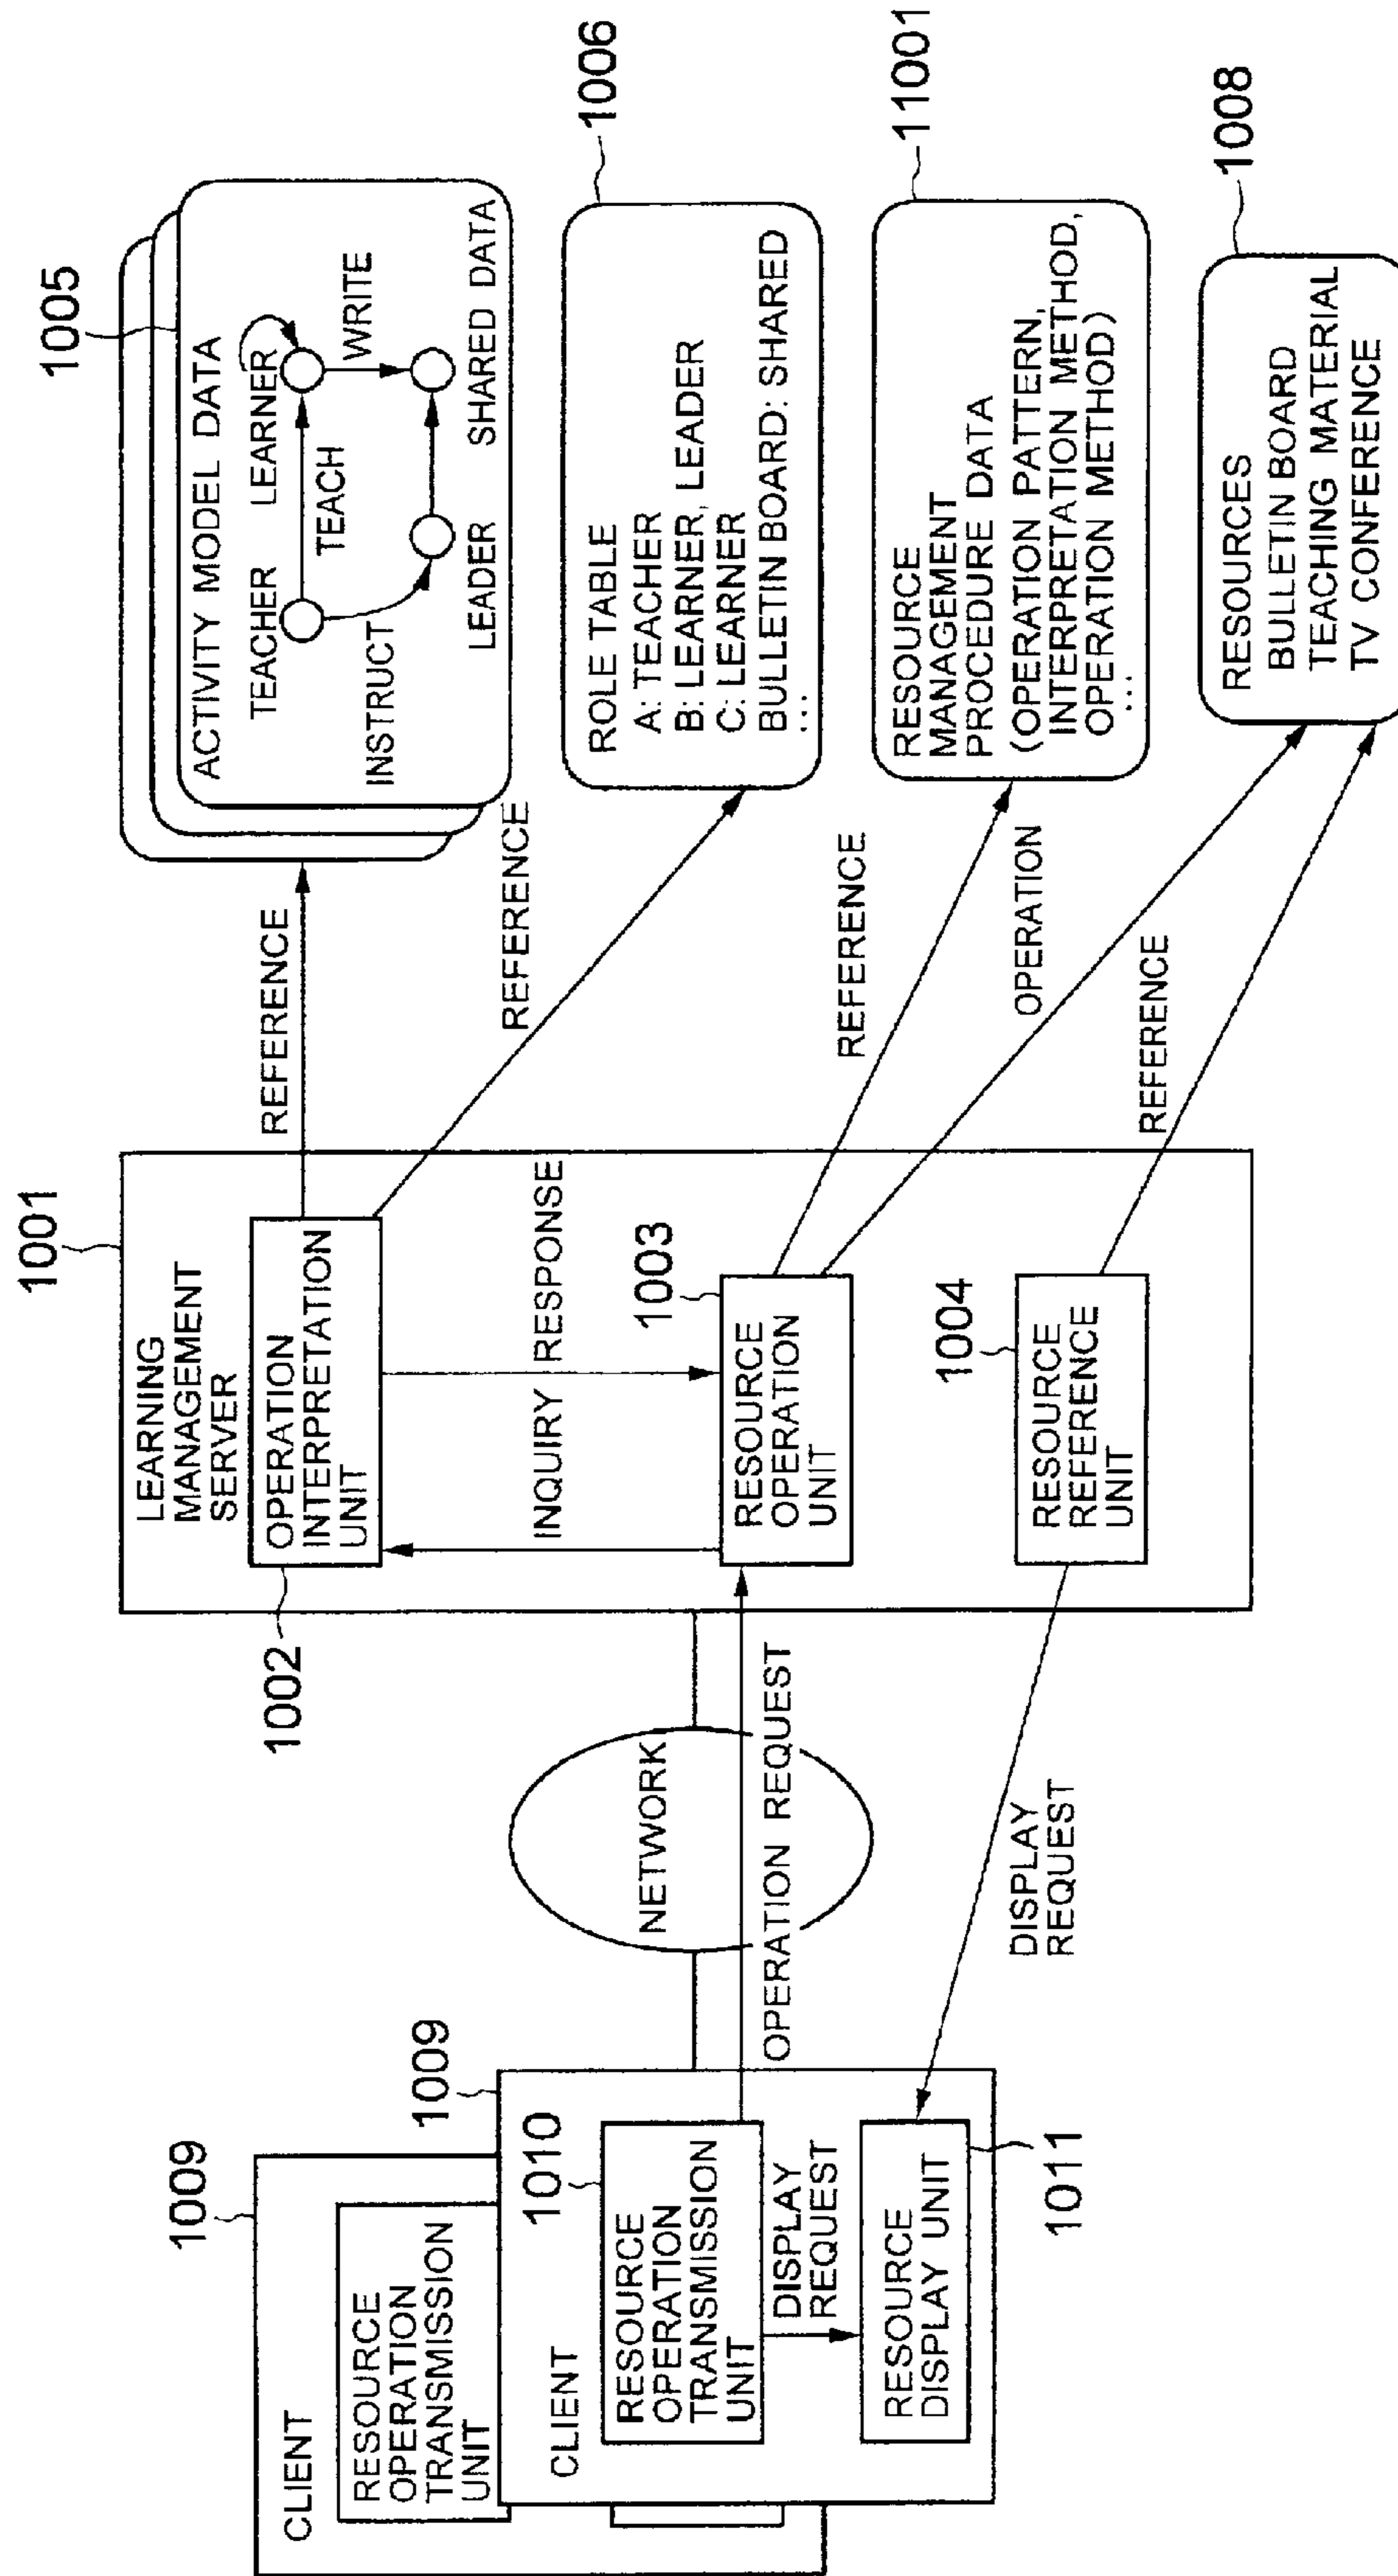 1009
CLIENT
RESOURCE
OPERATION
TRANSMISSION
UNIT
1009
CLIENT
1010
RESOURCE
OPERATION
TRANSMISSION
UNIT
DISPLAY
REQUEST
RESOURCE
DISPLAY UNIT
1011
NETWORK
OPERATION REQUEST
DISPLAY
REQUEST
1001
LEARNING
MANAGEMENT
SERVER
1002
OPERATION
INTERPRETATION
UNIT
INQUIRY
RESPONSE
1003
RESOURCE
OPERATION
UNIT
1004
RESOURCE
REFERENCE
UNIT
REFERENCE
REFERENCE
REFERENCE
OPERATION
REFERENCE
1005
ACTIVITY MODEL DATA
TEACHER
LEARNER
TEACH
WRITE
INSTRUCT
LEADER
SHARED DATA
1006
ROLE TABLE
A: TEACHER
B: LEARNER, LEADER
C: LEARNER
BULLETIN BOARD: SHARED
...
11001
RESOURCE
MANAGEMENT
PROCEDURE DATA
(OPERATION PATTERN,
INTERPRETATION METHOD,
OPERATION METHOD)
...
1008
RESOURCES
BULLETIN BOARD
TEACHING MATERIAL
TV CONFERENCE